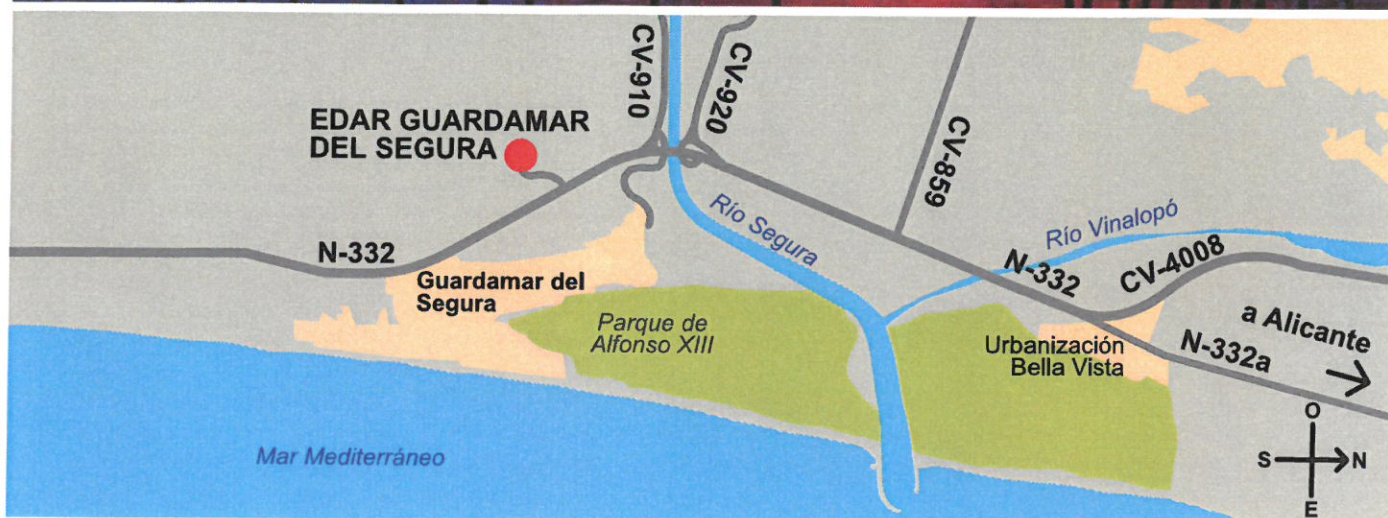 CV-910
CV-920
EDAR GUARDAMAR
DEL SEGURA
CV-859
Río Segura
Río Vinalopó
N-332
N-332
CV-4008
Guardamar del
Segura
Parque de
Alfonso XIII
Urbanización
Bella Vista
a Alicante
N-332a
Mar Mediterráneo
O
S
N
E